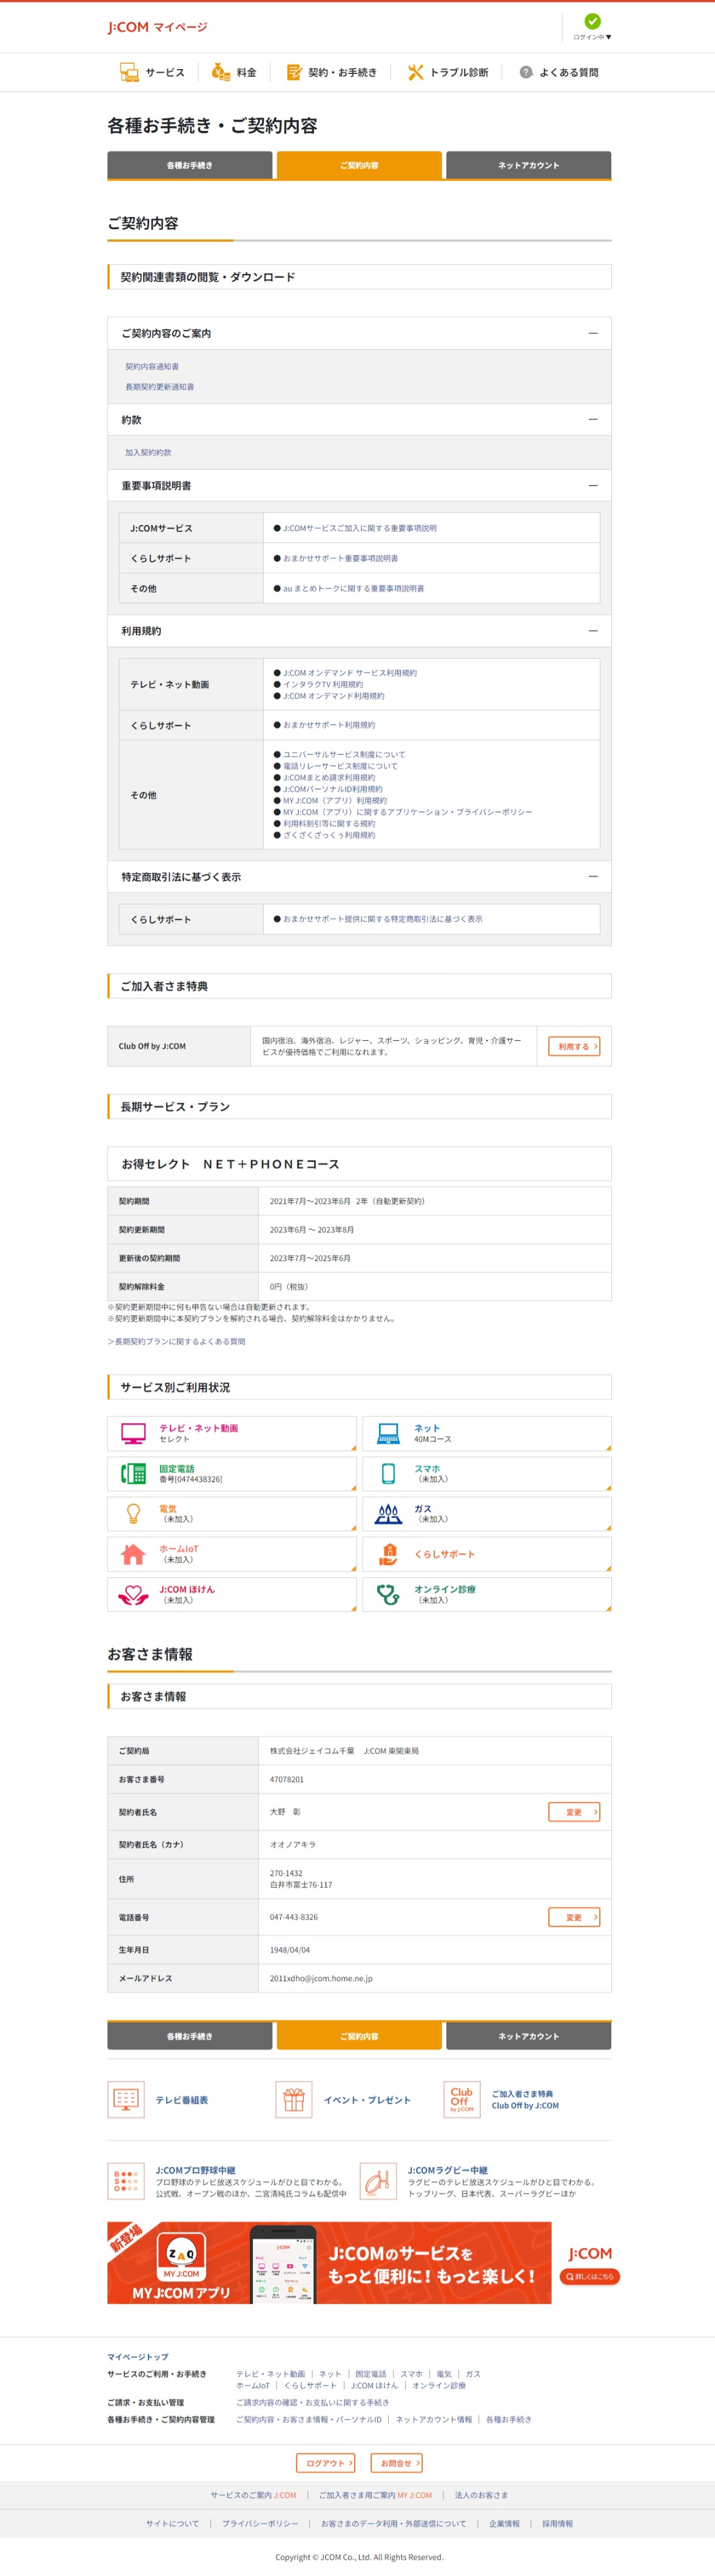 J:COM マイページ
ログイン中▼
サービス
料金
契約・お手続き
トラブル診断
よくある質問
各種お手続き・ご契約内容
各種お手続き
ご契約内容
ネットアカウント
ご契約内容
契約関連書類の閲覧・ダウンロード
ご契約内容のご案内
契約内容通知書
長期契約更新通知書
約款
加入契約約款
重要事項説明書
J:COMサービス
● J:COMサービスご加入に関する重要事項説明
くらしサポート
● おまかせサポート重要事項説明書
その他
● au まとめトークに関する重要事項説明書
利用規約
テレビ・ネット動画
● J:COM オンデマンド サービス利用規約
● インタラクTV 利用規約
● J:COM オンデマンド利用規約
くらしサポート
● おまかせサポート利用規約
その他
● ユニバーサルサービス制度について
● 電話リレーサービス制度について
● J:COMまとめ請求利用規約
● J:COMパーソナルID利用規約
● MY J:COM（アプリ）利用規約
● MY J:COM（アプリ）に関するアプリケーション・プライバシーポリシー
● 利用料割引等に関する規約
● ざくざくざっくぅ利用規約
特定商取引法に基づく表示
くらしサポート
● おまかせサポート提供に関する特定商取引法に基づく表示
ご加入者さま特典
Club Off by J:COM
国内宿泊、海外宿泊、レジャー、スポーツ、ショッピング、育児・介護サー
ビスが優待価格でご利用になれます。
利用する
長期サービス・プラン
お得セレクト　ＮＥＴ＋ＰＨＯＮＥコース
契約期間
2021年7月～2023年6月 2年（自動更新契約）
契約更新期間
2023年6月 ～ 2023年8月
更新後の契約期間
2023年7月～2025年6月
契約解除料金
0円（税抜）
※契約更新期間中に何も申告ない場合は自動更新されます。
※契約更新期間中に本契約プランを解約される場合、契約解除料金はかかりません。
＞長期契約プランに関するよくある質問
サービス別ご利用状況
テレビ・ネット動画
セレクト
ネット
40Mコース
固定電話
番号[0474438326]
スマホ
（未加入）
電気
（未加入）
ガス
（未加入）
ホームIoT
（未加入）
くらしサポート
J:COM ほけん
（未加入）
オンライン診療
（未加入）
お客さま情報
お客さま情報
ご契約局
株式会社ジェイコム千葉　J:COM 東関東局
お客さま番号
47078201
契約者氏名
大野　彰
変更
契約者氏名（カナ）
オオノアキラ
住所
270-1432
白井市冨士76-117
電話番号
047-443-8326
変更
生年月日
1948/04/04
メールアドレス
2011xdho@jcom.home.ne.jp
各種お手続き
ご契約内容
ネットアカウント
テレビ番組表
イベント・プレゼント
Club
Off
by J:COM
ご加入者さま特典
Club Off by J:COM
B
S
O
J:COMプロ野球中継
プロ野球のテレビ放送スケジュールがひと目でわかる。
公式戦、オープン戦のほか、二宮清純氏コラムも配信中
J:COMラグビー中継
ラグビーのテレビ放送スケジュールがひと目でわかる。
トップリーグ、日本代表、スーパーラグビーほか
新登場
ZAQ
MY J:COM
MY J:COM アプリ
J:COM
J:COMのサービスを
もっと便利に！もっと楽しく！
J:COM
詳しくはこちら
マイページトップ
サービスのご利用・お手続き
テレビ・ネット動画 | ネット | 固定電話 | スマホ | 電気 | ガス
ホームIoT | くらしサポート | J:COM ほけん | オンライン診療
ご請求・お支払い管理
ご請求内容の確認・お支払いに関する手続き
各種お手続き・ご契約内容管理
ご契約内容・お客さま情報・パーソナルID | ネットアカウント情報 | 各種お手続き
ログアウト
お問合せ
サービスのご案内 J:COM | ご加入者さま用ご案内 MY J:COM | 法人のお客さま
サイトについて | プライバシーポリシー | お客さまのデータ利用・外部送信について | 企業情報 | 採用情報
Copyright © JCOM Co., Ltd. All Rights Reserved.